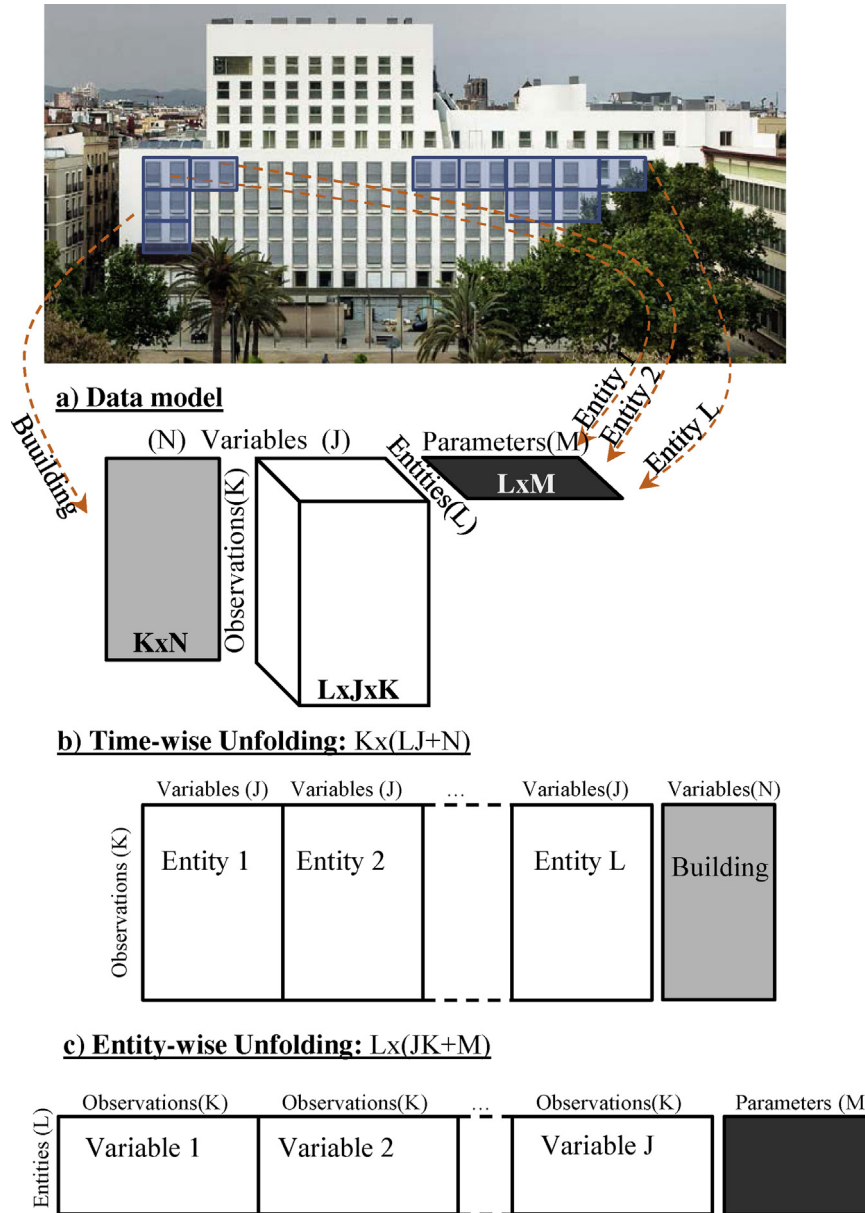 a) Data model
Buuilding
Entity 1
Entity 2
Entity L
(N) Variables (J)
Parameters(M)
Observations(K)
Entities(L)
LxM
KxN
LxJxK
b) Time-wise Unfolding: Kx(LJ+N)
Variables (J) Variables (J) ... Variables(J) Variables(N)
Observations (K)
Entity 1 Entity 2 Entity L Building
c) Entity-wise Unfolding: Lx(JK+M)
Observations(K) Observations(K) ... Observations(K) Parameters (M
Entities (L)
Variable 1 Variable 2 Variable J